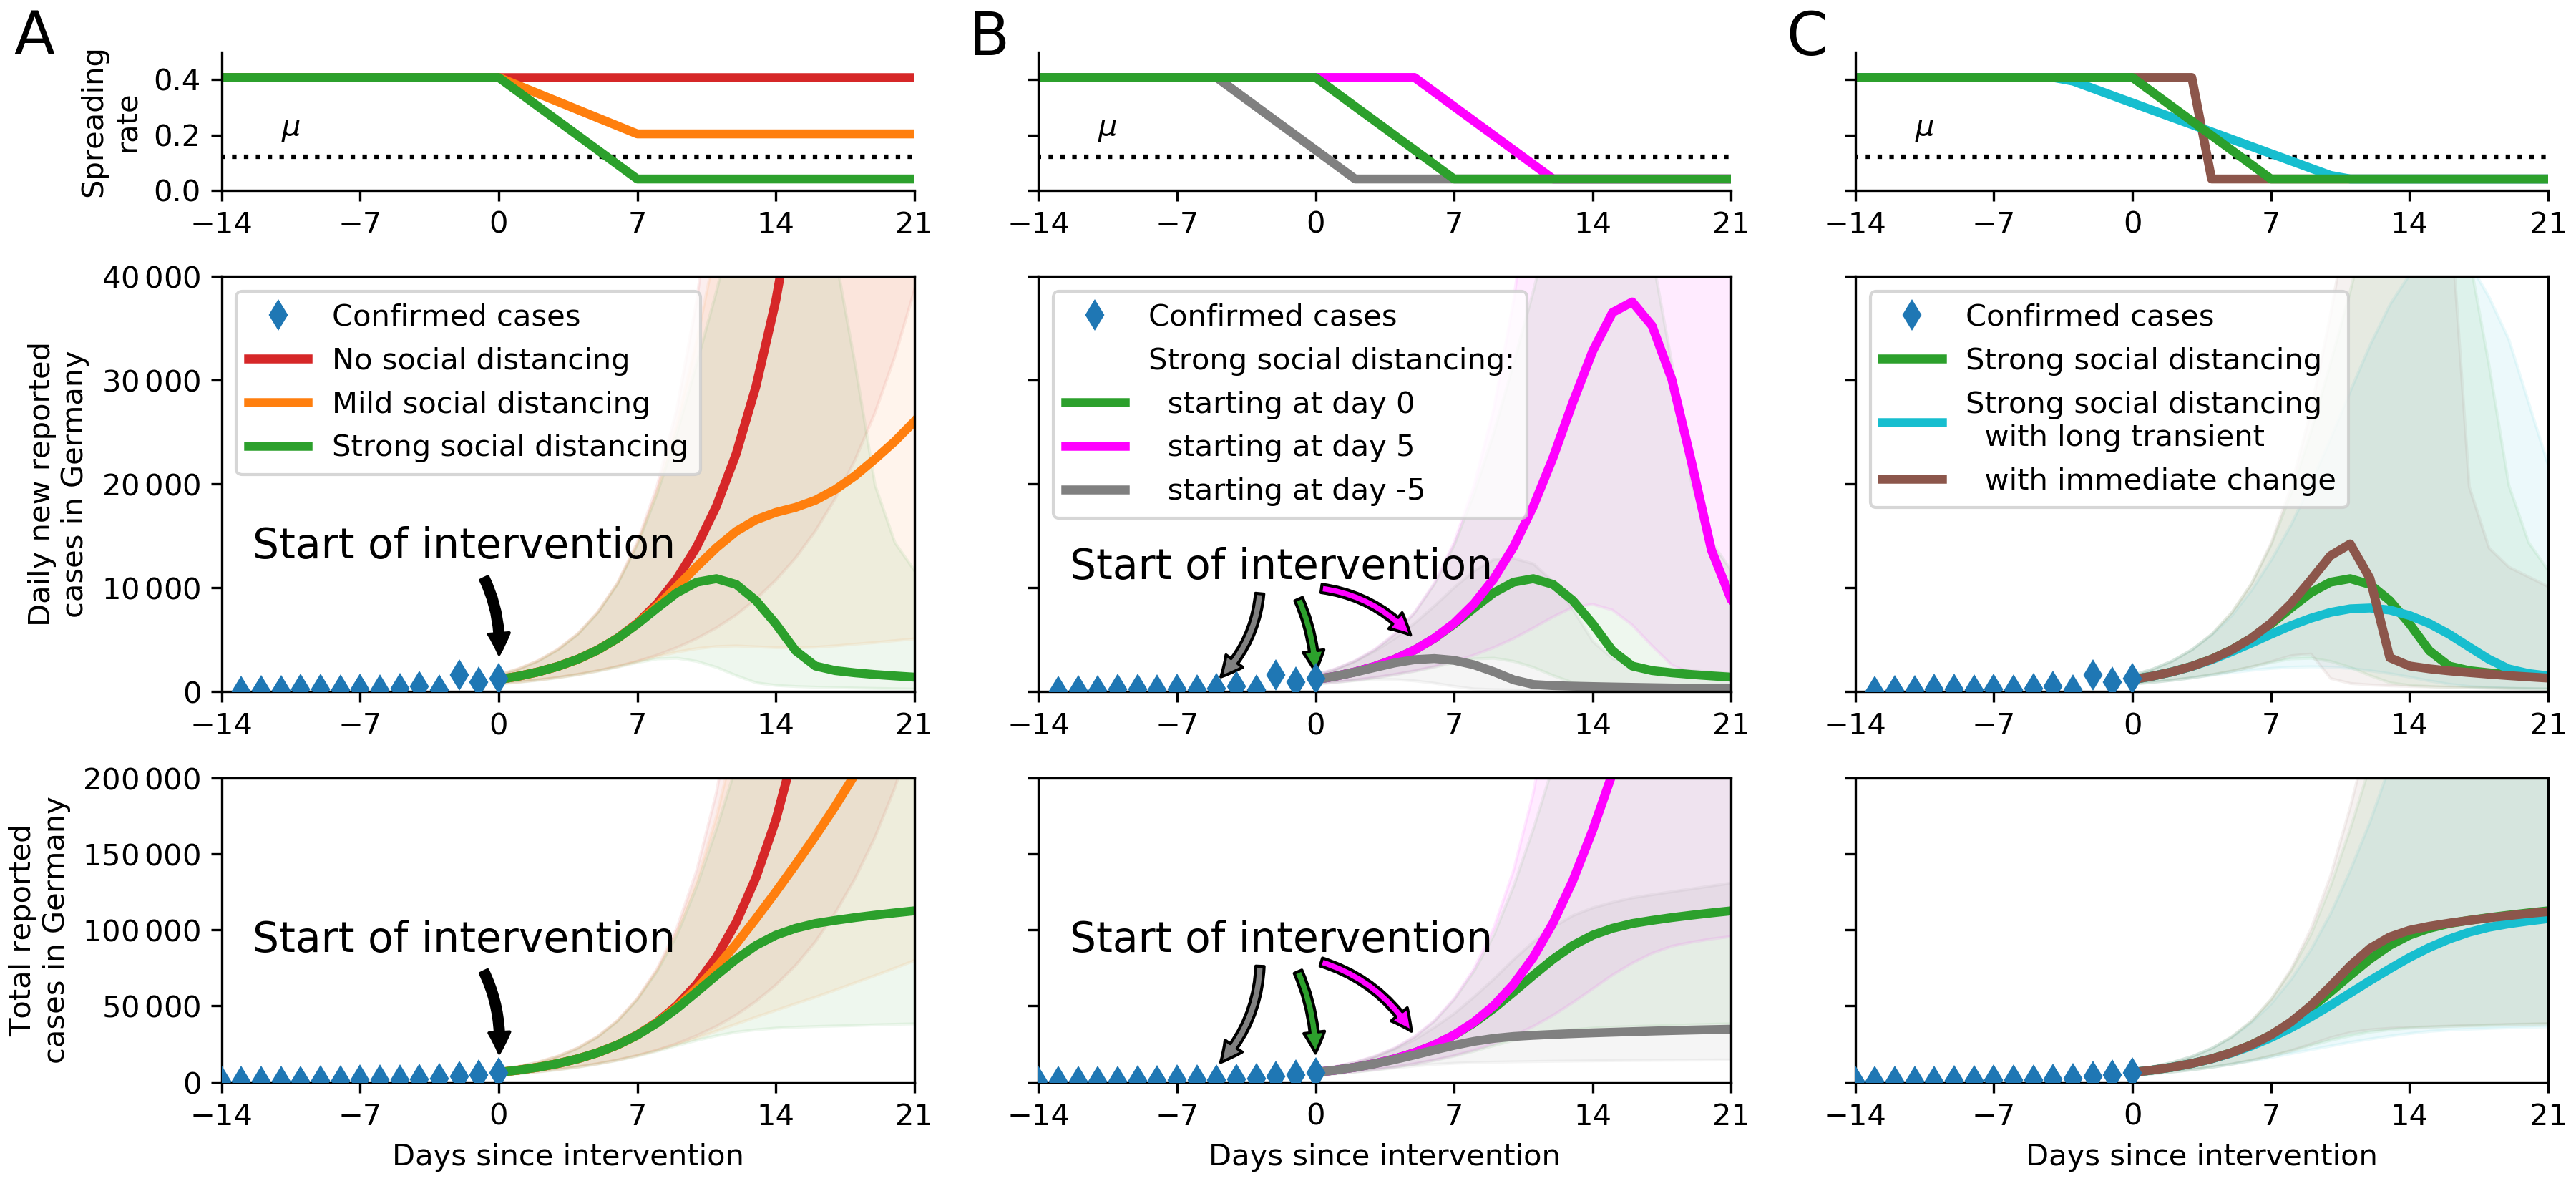 A
B
C
Spreading
rate
0.4
0.2
0.0
μ
−14
−7
0
7
14
21
μ
−14
−7
0
7
14
21
μ
−14
−7
0
7
14
21
Daily new reported
cases in Germany
40 000
30 000
20 000
10 000
0
Confirmed cases
No social distancing
Mild social distancing
Strong social distancing
Start of intervention
−14
−7
0
7
14
21
Confirmed cases
Strong social distancing:
starting at day 0
starting at day 5
starting at day -5
Start of intervention
−14
−7
0
7
14
21
Confirmed cases
Strong social distancing
Strong social distancing
with long transient
with immediate change
−14
−7
0
7
14
21
Total reported
cases in Germany
200 000
150 000
100 000
50 000
0
Start of intervention
−14
−7
0
7
14
21
Days since intervention
Start of intervention
−14
−7
0
7
14
21
Days since intervention
−14
−7
0
7
14
21
Days since intervention